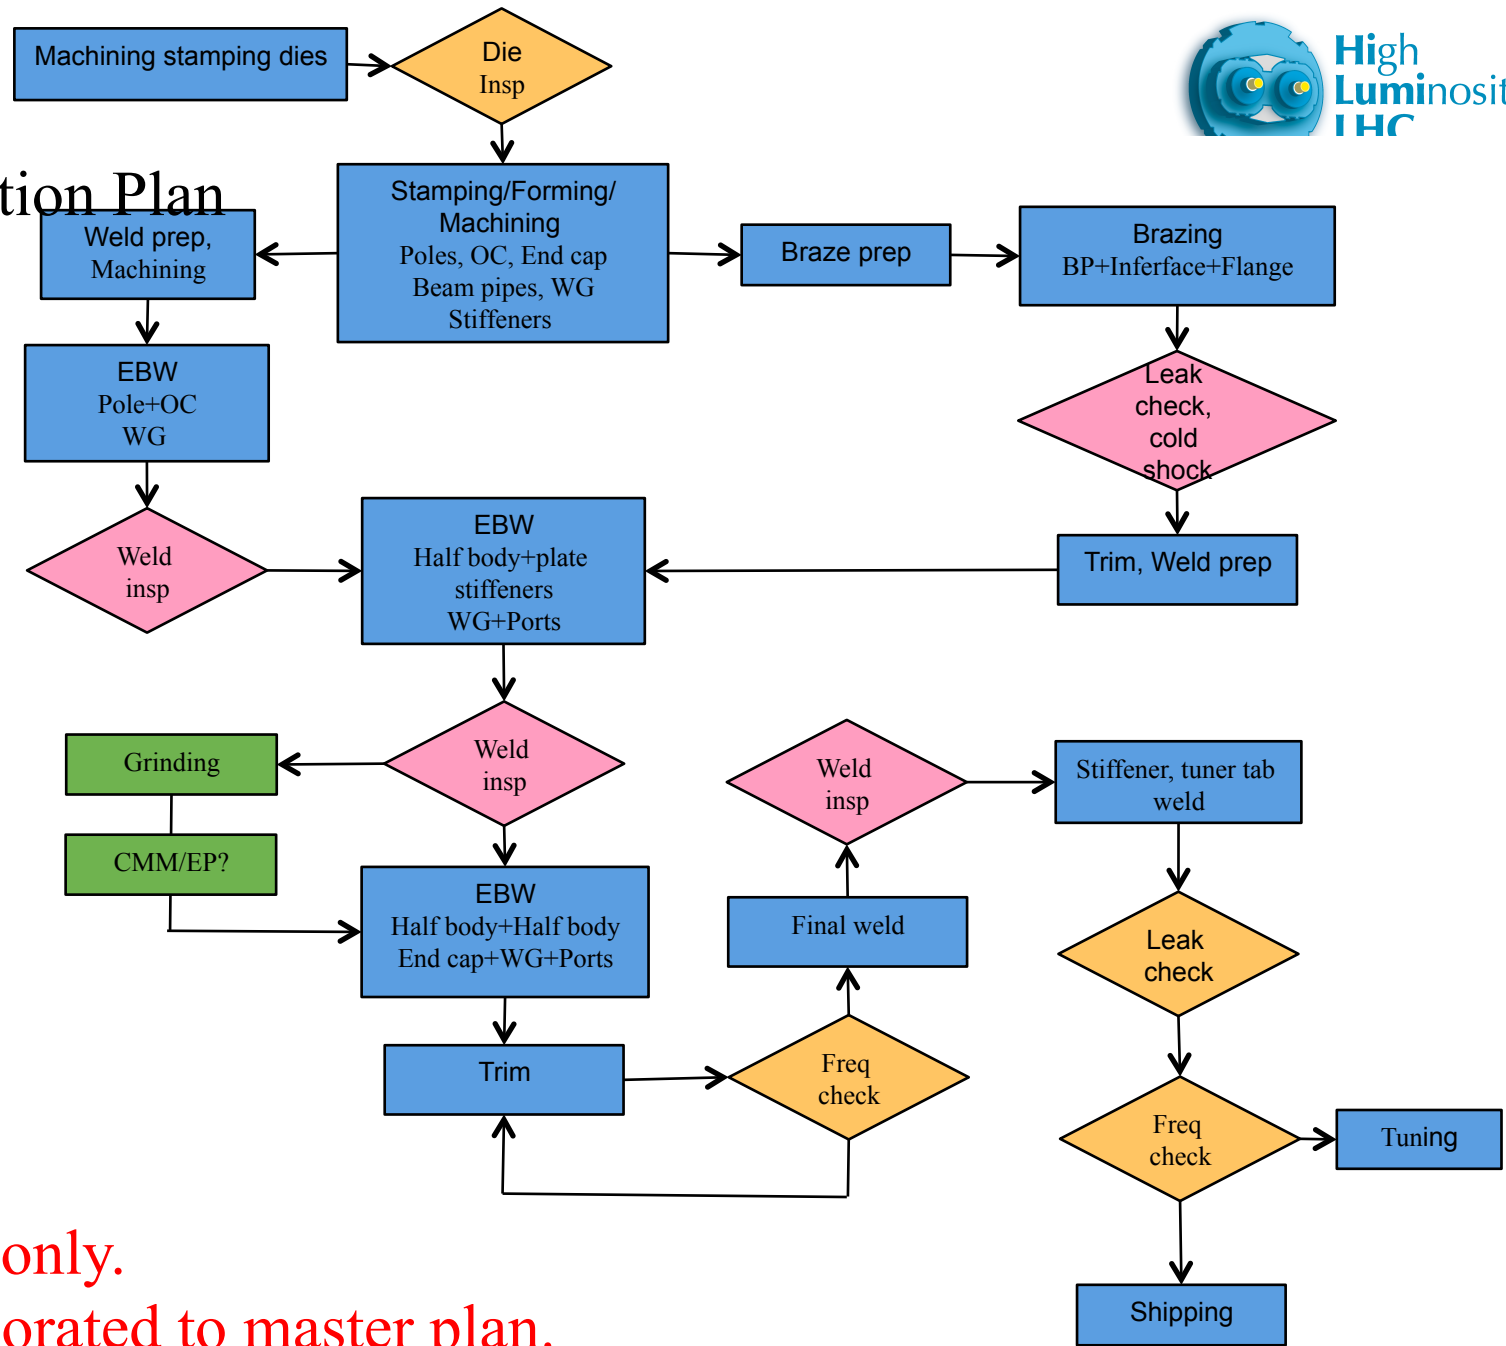 Machining stamping dies
Die
Insp
High
Luminosit
LHC
tion Plan
Stamping/Forming/
Machining
Poles, OC, End cap
Beam pipes, WG
Stiffeners
Weld prep,
Machining
Braze prep
Brazing
BP+Inferface+Flange
EBW
Pole+OC
WG
Leak
check,
cold
shock
Weld
insp
EBW
Half body+plate
stiffeners
WG+Ports
Trim, Weld prep
Grinding
Weld
insp
Weld
insp
Stiffener, tuner tab
weld
CMM/EP?
EBW
Half body+Half body
End cap+WG+Ports
Final weld
Leak
check
Trim
Freq
check
Freq
check
Tuning
Shipping
only.
orated to master plan.